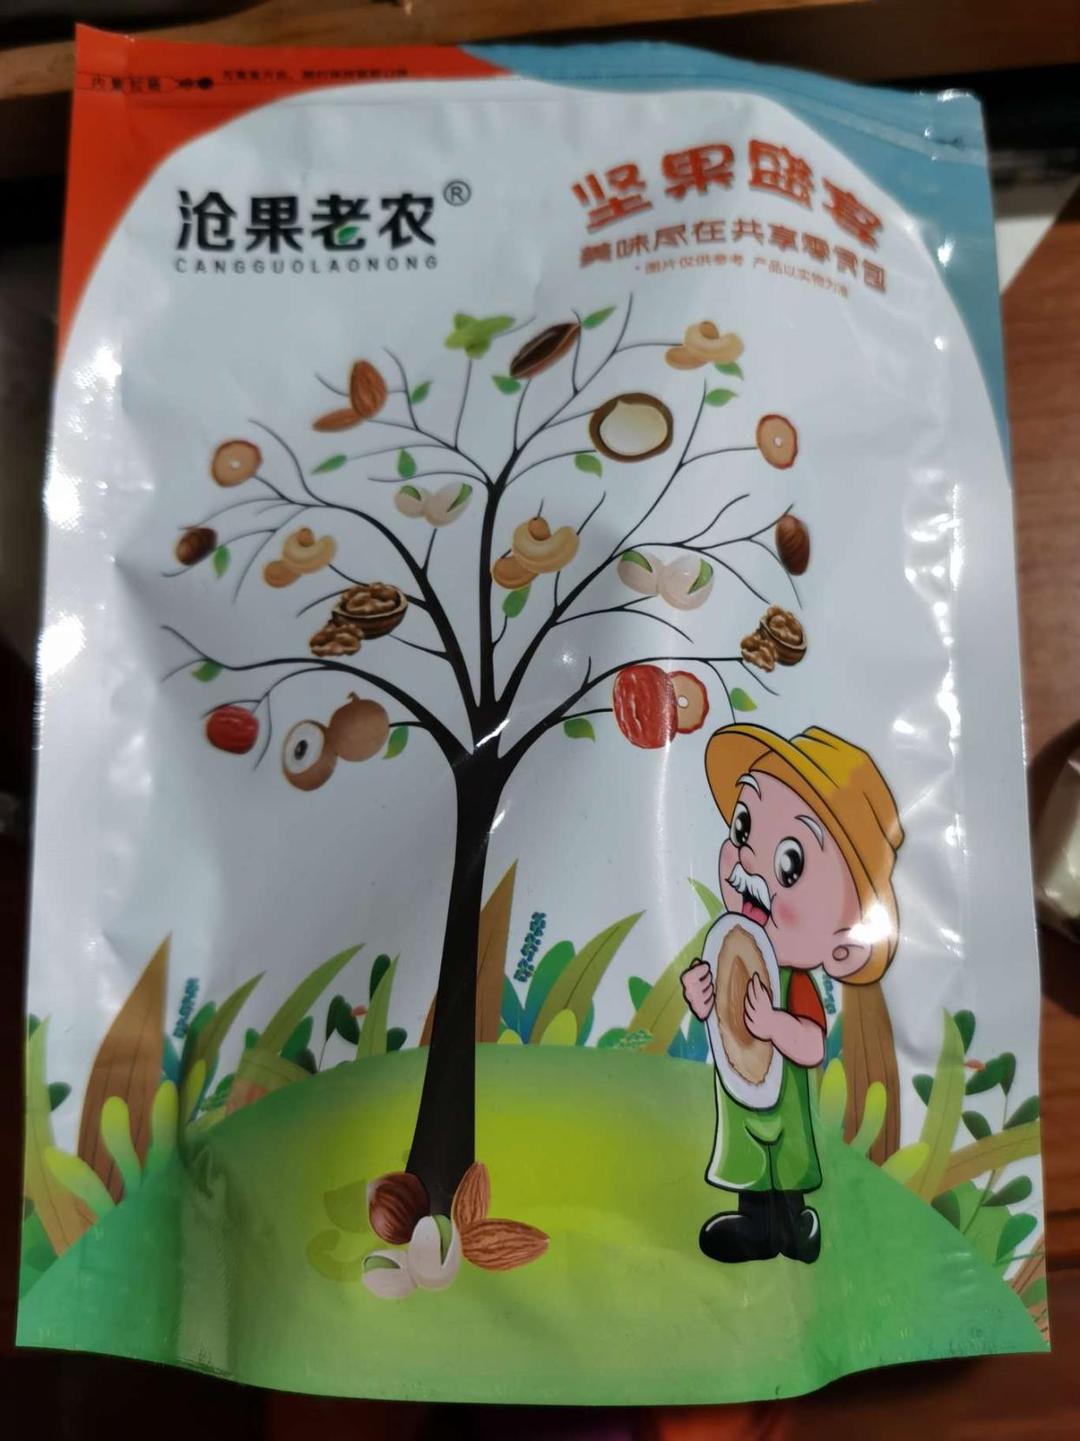 沧果老农®
CANGGUOLAONONG
坚果盛宴
美味尽在共享零食包
*图片仅供参考 产品以实物为准